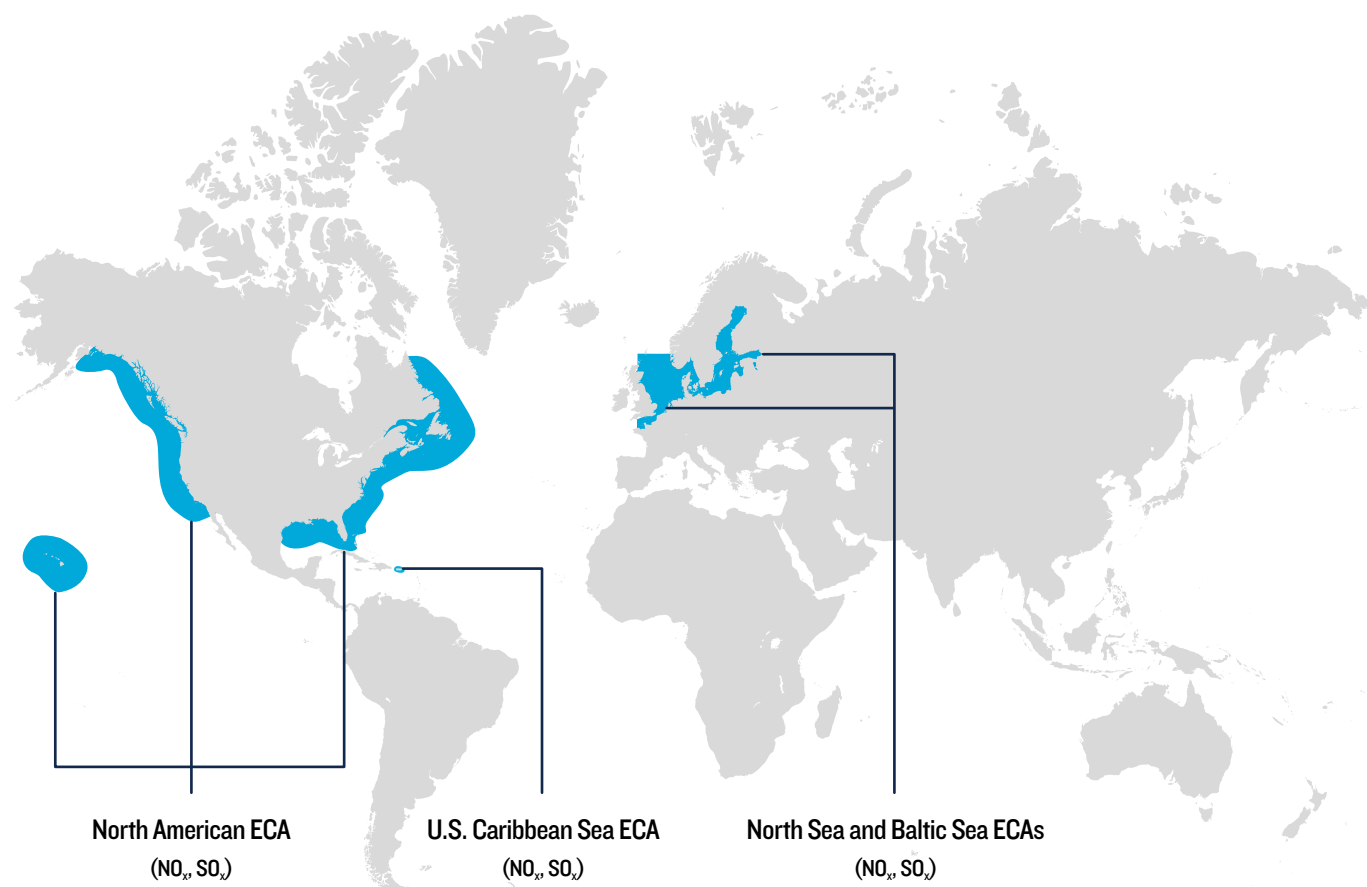 North American ECA
(NOx, SOx)
U.S. Caribbean Sea ECA
(NOx, SOx)
North Sea and Baltic Sea ECAs
(NOx, SOx)